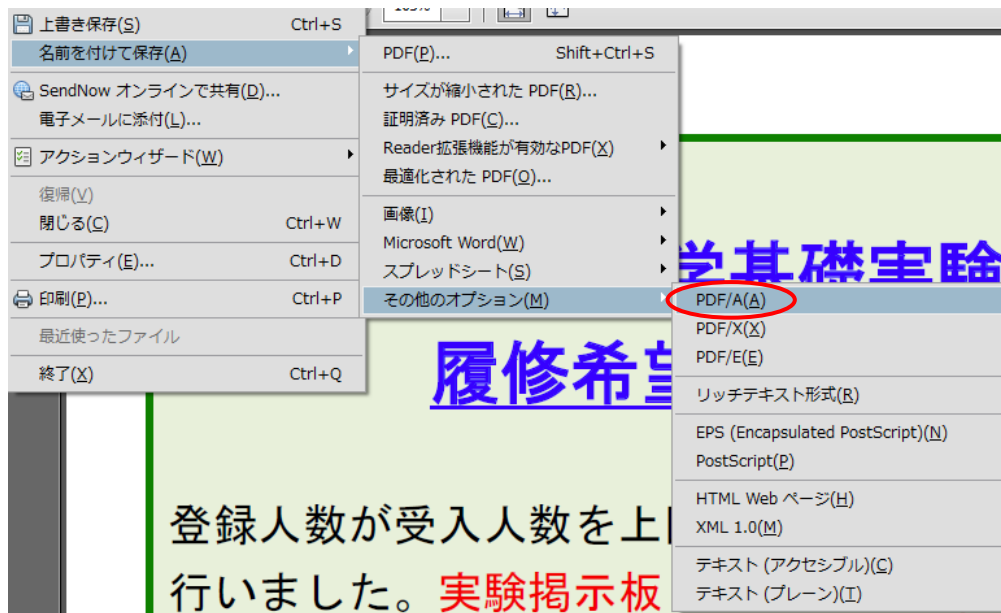 上書き保存(S) Ctrl+S
名前を付けて保存(A)
SendNow オンラインで共有(D)...
電子メールに添付(L)...
アクションウィザード(W)
復帰(V)
閉じる(C) Ctrl+W
プロパティ(E)... Ctrl+D
印刷(P)... Ctrl+P
最近使ったファイル
終了(X) Ctrl+Q
PDF(P)... Shift+Ctrl+S
サイズが縮小された PDF(R)...
証明済み PDF(C)...
Reader拡張機能が有効なPDF(X)
最適化された PDF(O)...
画像(I)
Microsoft Word(W)
スプレッドシート(S)
その他のオプション(M)
PDF/A(A)
PDF/X(X)
PDF/E(E)
リッチテキスト形式(R)
EPS (Encapsulated PostScript)(N)
PostScript(P)
HTML Web ページ(H)
XML 1.0(M)
テキスト (アクセシブル)(C)
テキスト (プレーン)(T)
学基礎実験
履修希望
登録人数が受入人数を上
行いました。実験掲示板